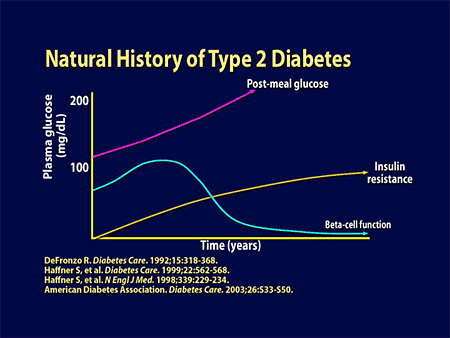 Natural History of Type 2 Diabetes
Post-meal glucose
200
Plasma glucose
(mg/dL)
100
Insulin
resistance
Beta-cell function
Time (years)
DeFronzo R. Diabetes Care. 1992;15:318-368.
Haffner S, et al. Diabetes Care. 1999;22:562-568.
Haffner S, et al. N Engl J Med. 1998;339:229-234.
American Diabetes Association. Diabetes Care. 2003;26:S33-S50.